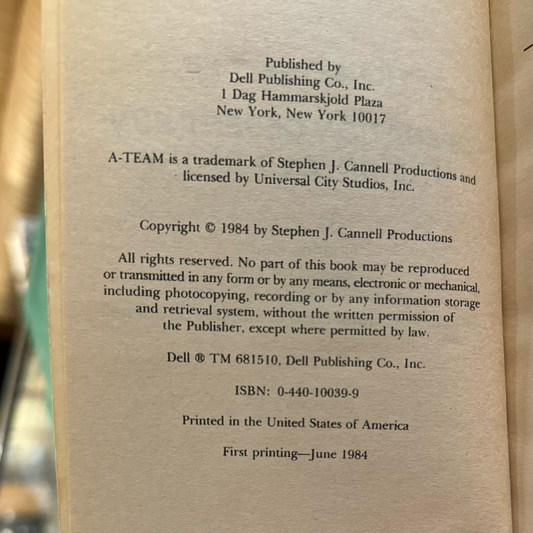 Published by
Dell Publishing Co., Inc.
1 Dag Hammarskjold Plaza
New York, New York 10017
A-TEAM is a trademark of Stephen J. Cannell Productions and
licensed by Universal City Studios, Inc.
Copyright © 1984 by Stephen J. Cannell Productions
All rights reserved. No part of this book may be reproduced
or transmitted in any form or by any means, electronic or mechanical,
including photocopying, recording or by any information storage
and retrieval system, without the written permission of
the Publisher, except where permitted by law.
Dell ® TM 681510, Dell Publishing Co., Inc.
ISBN: 0-440-10039-9
Printed in the United States of America
First printing—June 1984